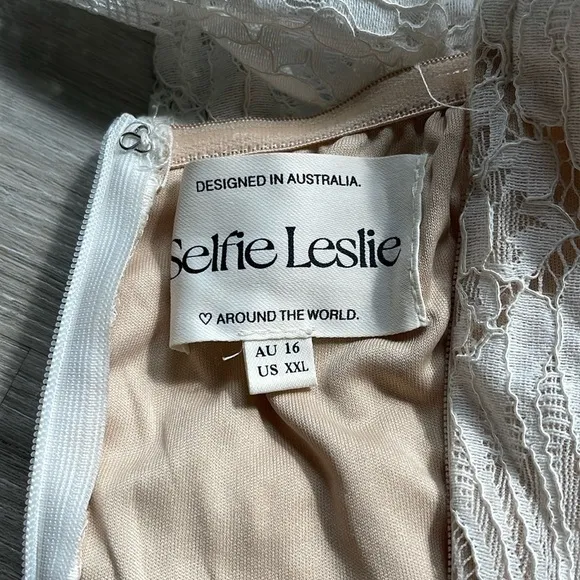 DESIGNED IN AUSTRALIA.
Selfie Leslie
♡ AROUND THE WORLD.
AU 16
US XXL